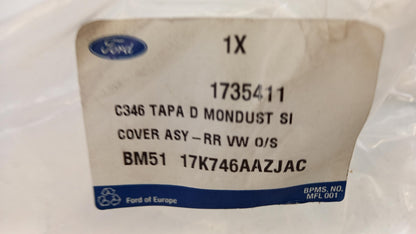 Ford
1X
1735411
C346 TAPA D MONDUST SI
COVER ASY-RR VW O/S
BM51 17K746AAZJAC
Ford of Europe
BPMS. NO.
MFL 001